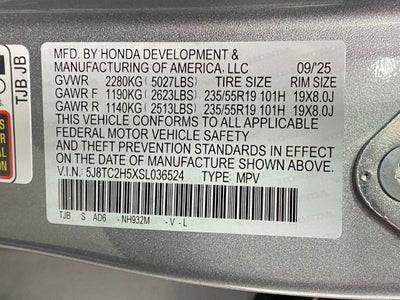 MFD. BY HONDA DEVELOPMENT &
MANUFACTURING OF AMERICA, LLC 09/'25
GVWR 2280KG (5027LBS) TIRE SIZE RIM SIZE
GAWR F 1190KG (2623LBS) 235/55R19 101H 19X8.0J
GAWR R 1140KG (2513LBS) 235/55R19 101H 19X8.0J
THIS VEHICLE CONFORMS TO ALL APPLICABLE
FEDERAL MOTOR VEHICLE SAFETY
AND THEFT PREVENTION STANDARDS IN EFFECT
ON THE DATE OF MANUFACTURE SHOWN ABOVE.
V.I.N.: 5J8TC2H5XSL036524 TYPE: MPV
TJB S AD6 -NH932M -V-L
TJB JB